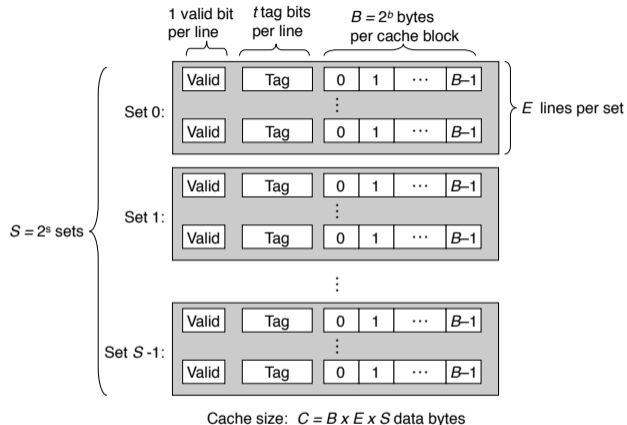 1 valid bit
per line
t tag bits
per line
B = 2ᵇ bytes
per cache block
Valid Tag 0 1 ··· B–1
Set 0:
⋮
E lines per set
Valid Tag 0 1 ··· B–1
Valid Tag 0 1 ··· B–1
Set 1:
⋮
Valid Tag 0 1 ··· B–1
S = 2ˢ sets
⋮
Valid Tag 0 1 ··· B–1
Set S -1:
⋮
Valid Tag 0 1 ··· B–1
Cache size: C = B x E x S data bytes